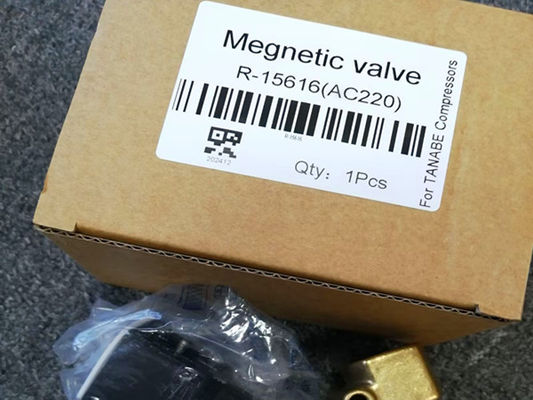 Megnetic valve
R-15616(AC220)
202412
Qty: 1Pcs
For TANABE Compressors